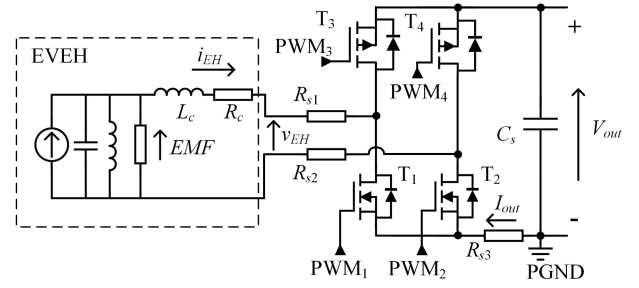 T₃
T₄
PWM₃
PWM₄
EVEH
i_EH
L_c
R_c
R_s1
EMF
v_EH
R_s2
C_s
V_out
+
-
T₁
T₂
I_out
R_s3
PWM₁
PWM₂
PGND